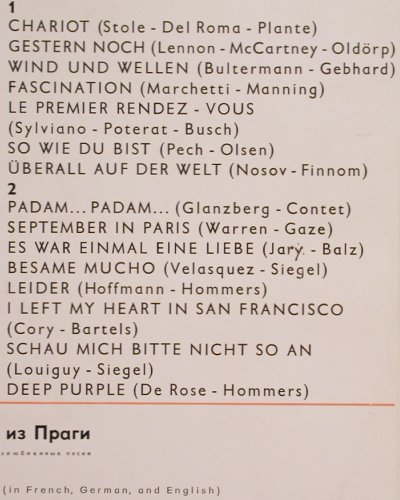 1
CHARIOT (Stole - Del Roma - Plante)
GESTERN NOCH (Lennon - McCartney - Oldörp)
WIND UND WELLEN (Bultermann - Gebhard)
FASCINATION (Marchetti - Manning)
LE PREMIER RENDEZ - VOUS
(Sylviano - Poterat - Busch)
SO WIE DU BIST (Pech - Olsen)
ÜBERALL AUF DER WELT (Nosov - Finnom)
2
PADAM... PADAM... (Glanzberg - Contet)
SEPTEMBER IN PARIS (Warren - Gaze)
ES WAR EINMAL EINE LIEBE (Jary - Balz)
BESAME MUCHO (Velasquez - Siegel)
LEIDER (Hoffmann - Hommers)
I LEFT MY HEART IN SAN FRANCISCO
(Cory - Bartels)
SCHAU MICH BITTE NICHT SO AN
(Louiguy - Siegel)
DEEP PURPLE (De Rose - Hommers)
из Праги
злюбленные песни
(in French, German, and English)